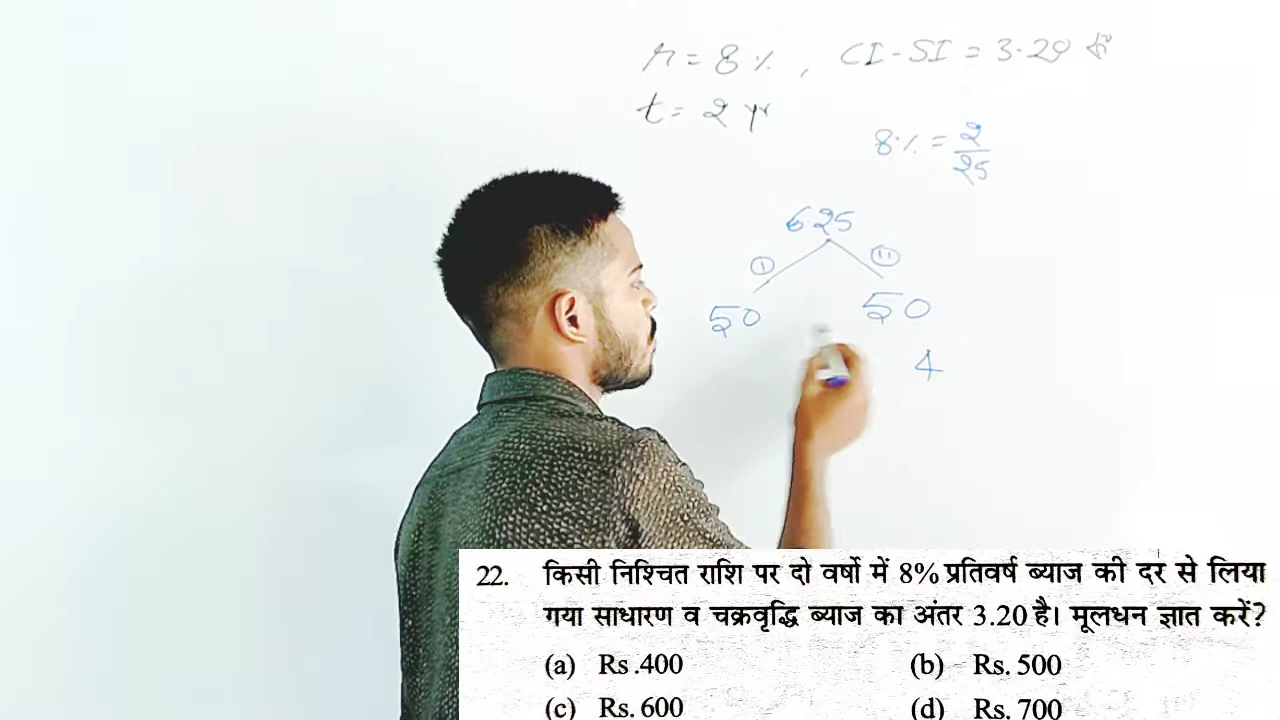 r = 8 % , CI - SI = 3.20 रु
t = 2 yr
8% = 2/25
625
① ⑪
50 50
4
22. किसी निश्चित राशि पर दो वर्षो में 8% प्रतिवर्ष ब्याज की दर से लिया
गया साधारण व चक्रवृद्धि ब्याज का अंतर 3.20 है। मूलधन ज्ञात करें?
(a) Rs .400 (b) Rs. 500
(c) Rs. 600 (d) Rs. 700